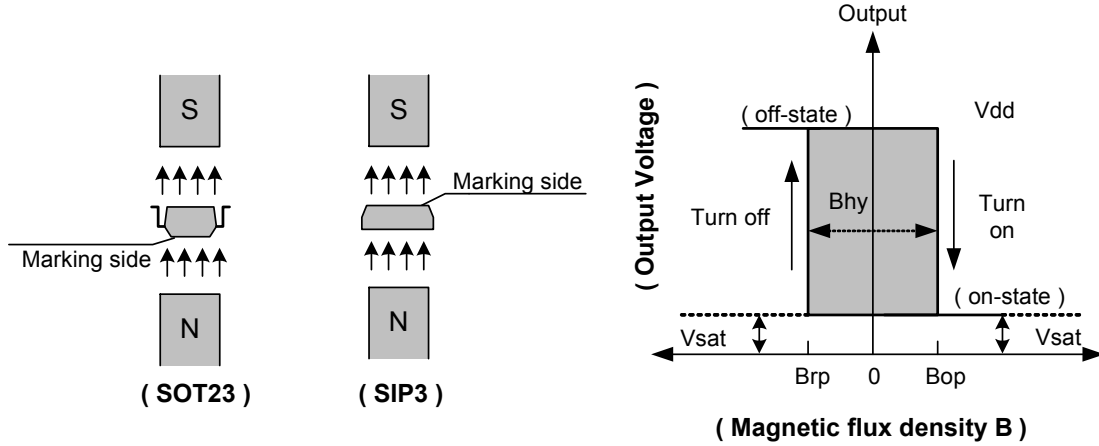 S
Marking side
N
( SOT23 )
S
Marking side
N
( SIP3 )
Output
( Output Voltage )
( off-state )
Vdd
Turn off
Bhy
Turn
on
( on-state )
Vsat
Vsat
Brp
0
Bop
( Magnetic flux density B )